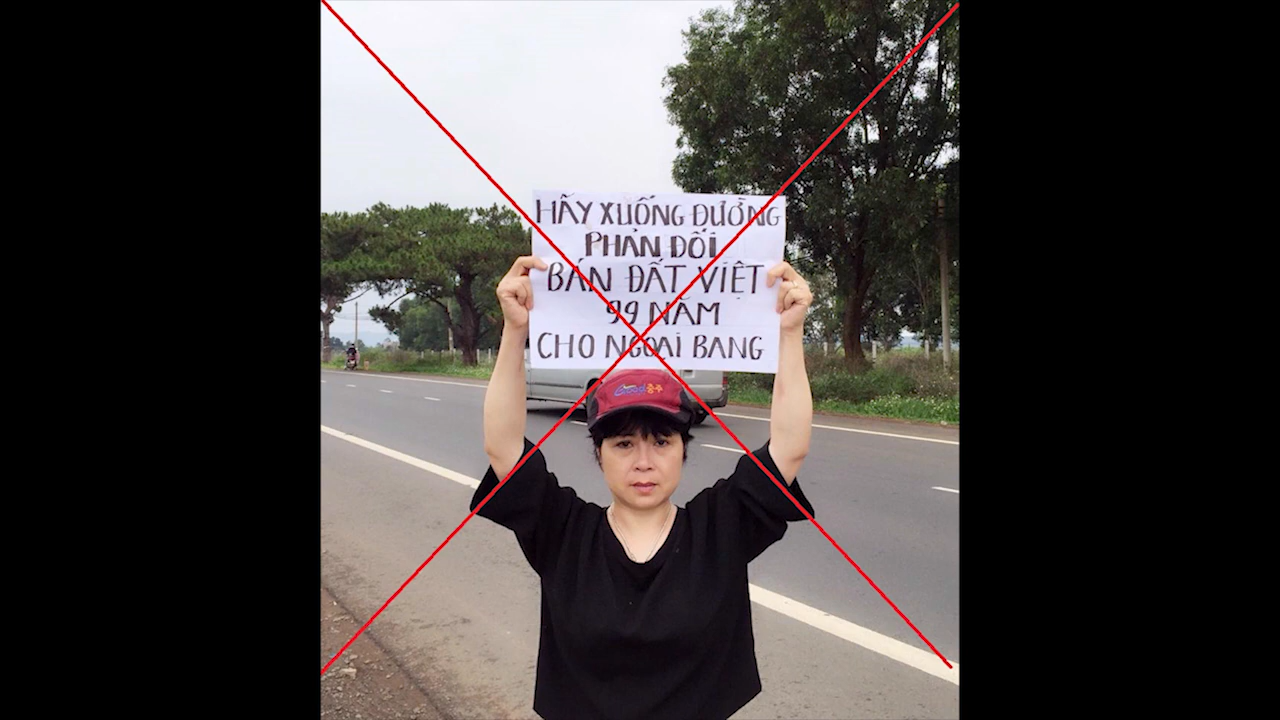 HÃY XUỐNG ĐƯỜNG
PHẢN ĐỐI
BÁN ĐẤT VIỆT
99 NĂM
CHO NGOẠI BANG